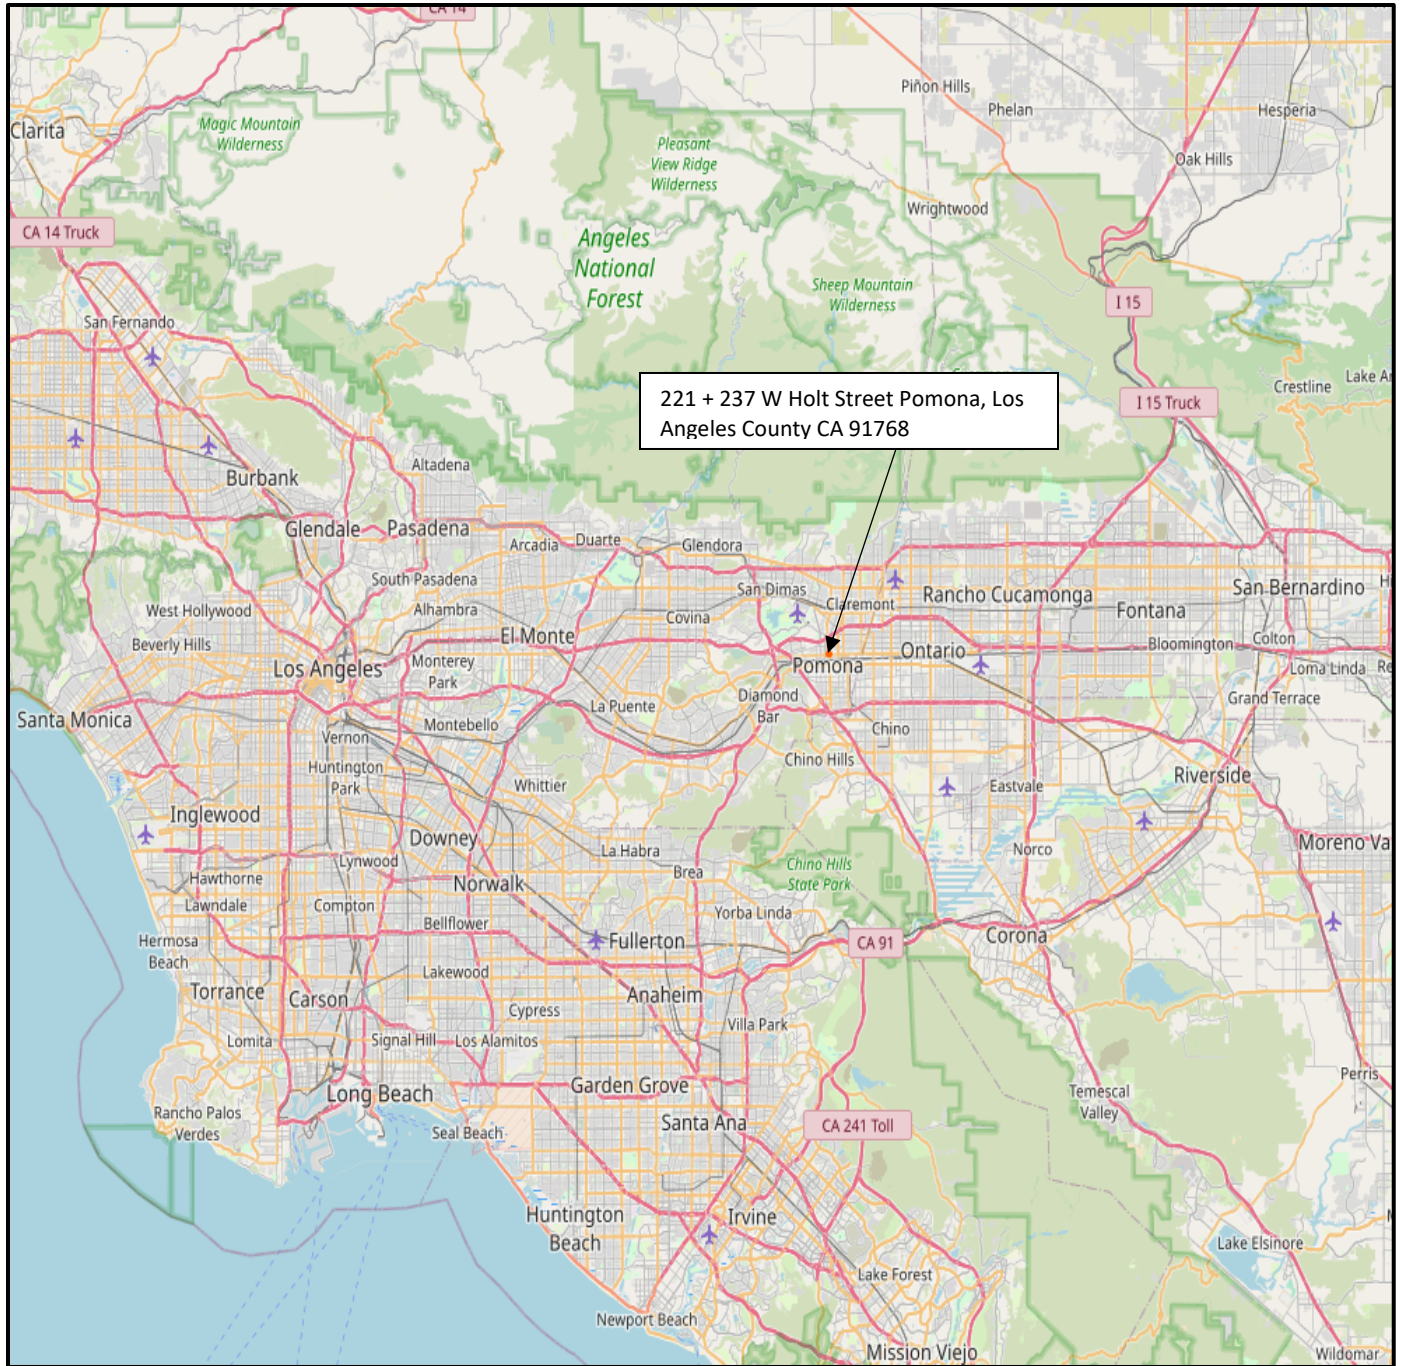 CA 14
Piñon Hills
Phelan
Hesperia
Clarita
Magic Mountain
Wilderness
Pleasant
View Ridge
Wilderness
Oak Hills
Wrightwood
CA 14 Truck
Angeles
National
Forest
Sheep Mountain
Wilderness
I 15
San Fernando
221 + 237 W Holt Street Pomona, Los
Angeles County CA 91768
Crestline
Lake Ar
I 15 Truck
Altadena
Burbank
Glendale
Pasadena
Arcadia
Duarte
Glendora
South Pasadena
San Dimas
Claremont
Rancho Cucamonga
San Bernardino
West Hollywood
Alhambra
Covina
Fontana
Beverly Hills
El Monte
Bloomington
Colton
Los Angeles
Monterey
Park
Pomona
Ontario
Loma Linda
Re
Santa Monica
Montebello
La Puente
Diamond
Bar
Grand Terrace
Vernon
Chino
Huntington
Park
Whittier
Chino Hills
Eastvale
Riverside
Inglewood
Downey
La Habra
Norco
Moreno Va
Lynwood
Hawthorne
Norwalk
Brea
Chino Hills
State Park
Lawndale
Compton
Bellflower
Yorba Linda
Hermosa
Beach
Fullerton
CA 91
Corona
Torrance
Carson
Lakewood
Anaheim
Cypress
Villa Park
Lomita
Signal Hill
Los Alamitos
Long Beach
Garden Grove
Perris
Rancho Palos
Verdes
Seal Beach
Santa Ana
CA 241 Toll
Temescal
Valley
Huntington
Beach
Irvine
Lake Elsinore
Lake Forest
Newport Beach
Mission Viejo
Wildomar